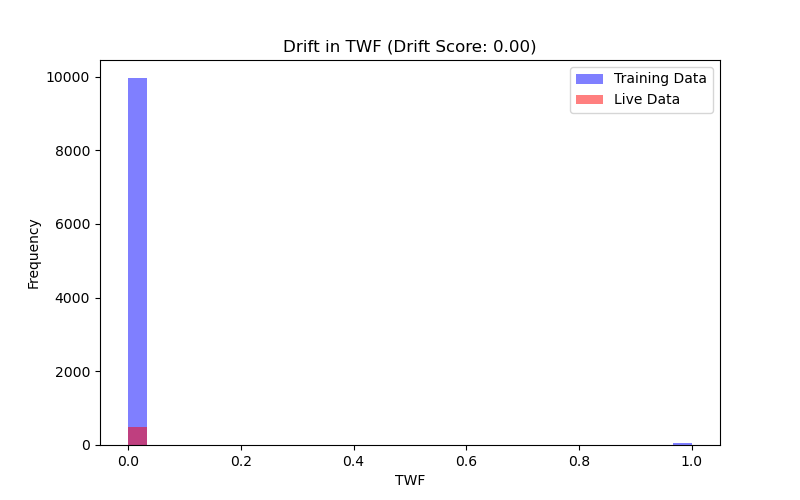 Drift in TWF (Drift Score: 0.00)
Training Data
Live Data
10000
8000
6000
4000
2000
0
Frequency
0.0 0.2 0.4 0.6 0.8 1.0
TWF